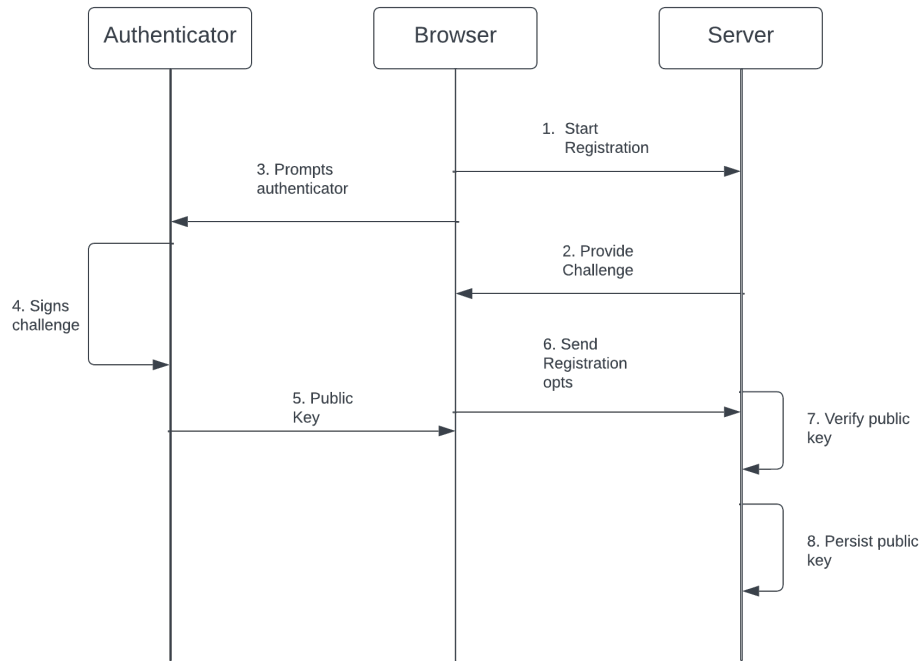 Authenticator
Browser
Server
1. Start
Registration
3. Prompts
authenticator
2. Provide
Challenge
4. Signs
challenge
6. Send
Registration
opts
5. Public
Key
7. Verify public
key
8. Persist public
key